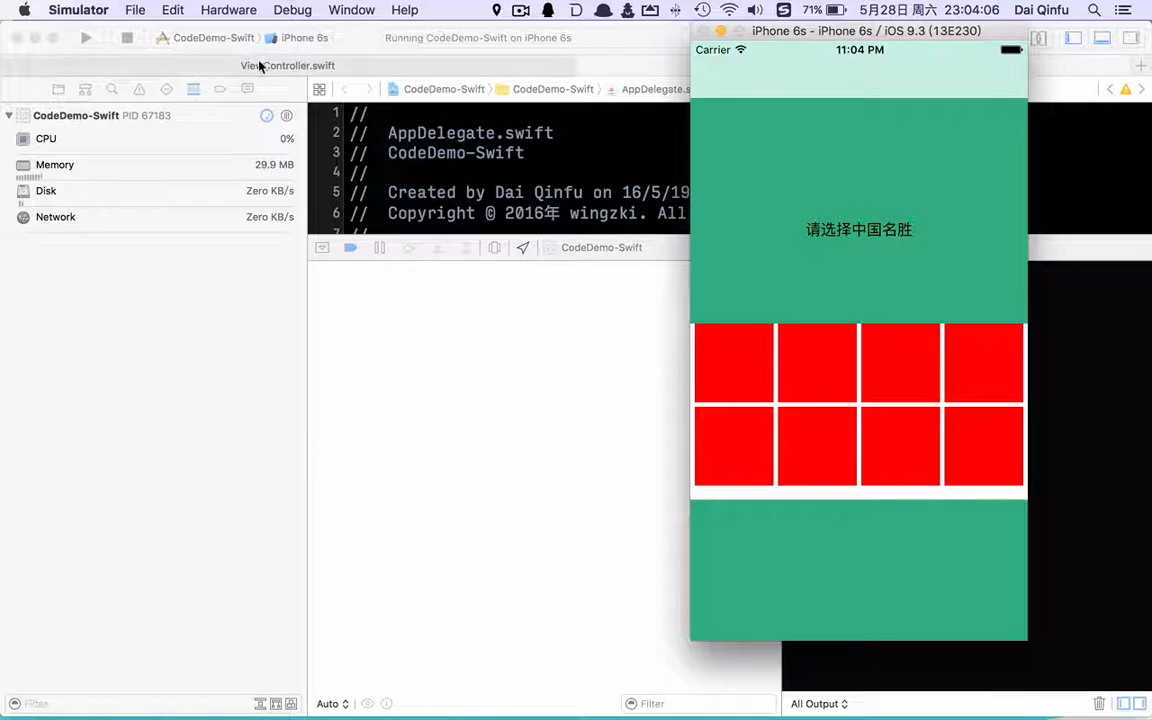 Simulator File Edit Hardware Debug Window Help 71% 5月28日 周六 23:04:06 Dai Qinfu
CodeDemo-Swift iPhone 6s Running CodeDemo-Swift on iPhone 6s
iPhone 6s - iPhone 6s / iOS 9.3 (13E230)
Carrier 11:04 PM
ViewController.swift
CodeDemo-Swift CodeDemo-Swift AppDelegate.s
CodeDemo-Swift PID 67183
CPU 0%
Memory 29.9 MB
Disk Zero KB/s
Network Zero KB/s
1 //
2 // AppDelegate.swift
3 // CodeDemo-Swift
4 //
5 // Created by Dai Qinfu on 16/5/19
6 // Copyright © 2016年 wingzki. All
7 //
CodeDemo-Swift
请选择中国名胜
Filter
Auto
Filter
All Output